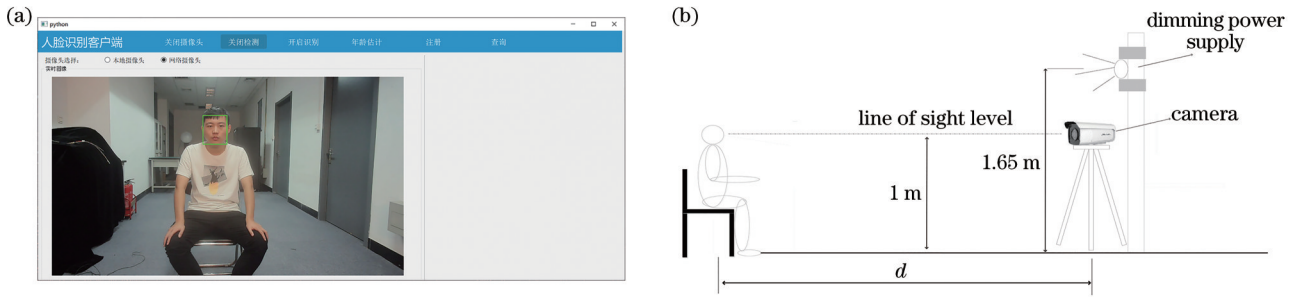 (a)
python
人脸识别客户端 关闭摄像头 关闭检测 开启识别 年龄估计 注册 查询
摄像头选择: 本地摄像头 网络摄像头
实时摄像
(b)
dimming power
supply
line of sight level
camera
1.65 m
1 m
d